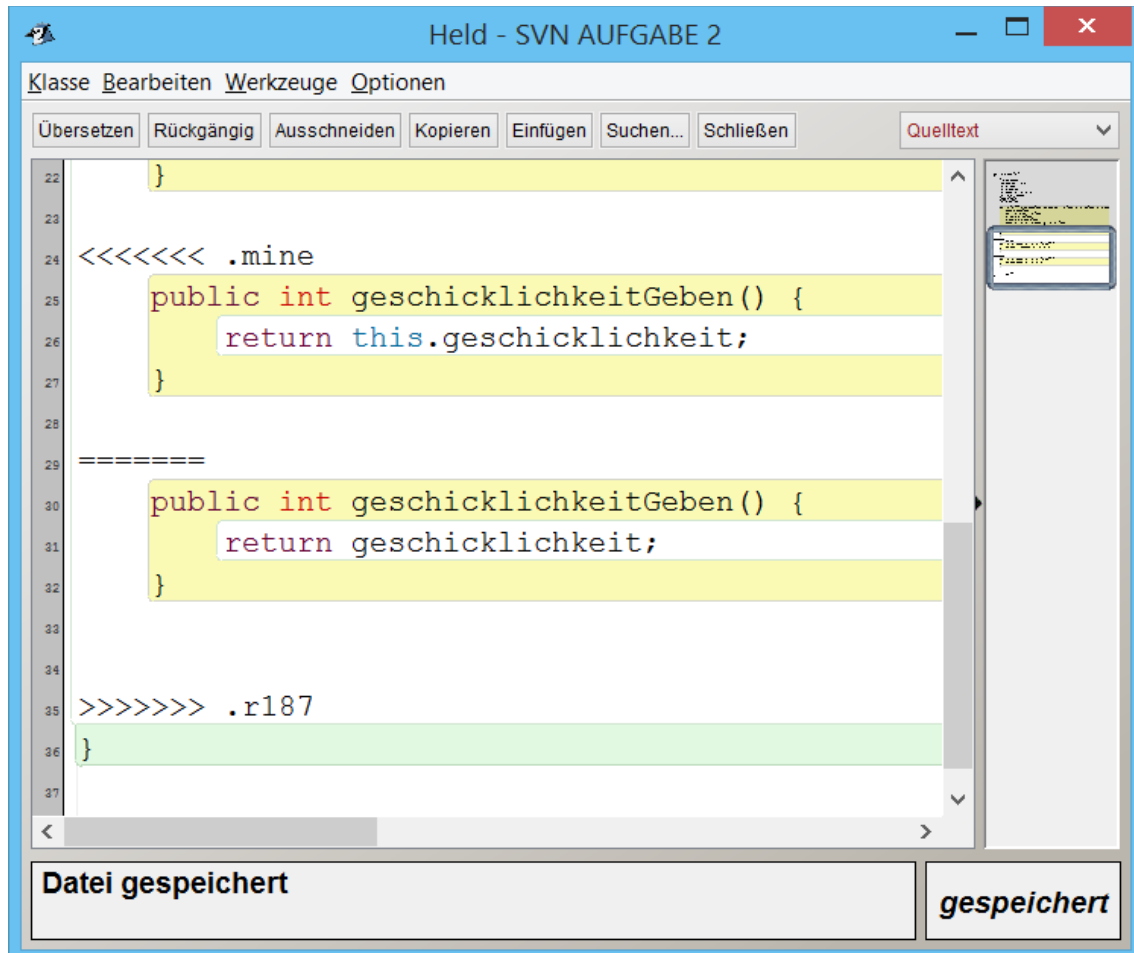 Held - SVN AUFGABE 2
Klasse Bearbeiten Werkzeuge Optionen
Übersetzen Rückgängig Ausschneiden Kopieren Einfügen Suchen... Schließen Quelltext
22 }
23
24 <<<<<<< .mine
25 public int geschicklichkeitGeben() {
26 return this.geschicklichkeit;
27 }
28
29 =======
30 public int geschicklichkeitGeben() {
31 return geschicklichkeit;
32 }
33
34
35 >>>>>>> .r187
36 }
37
Datei gespeichert
gespeichert